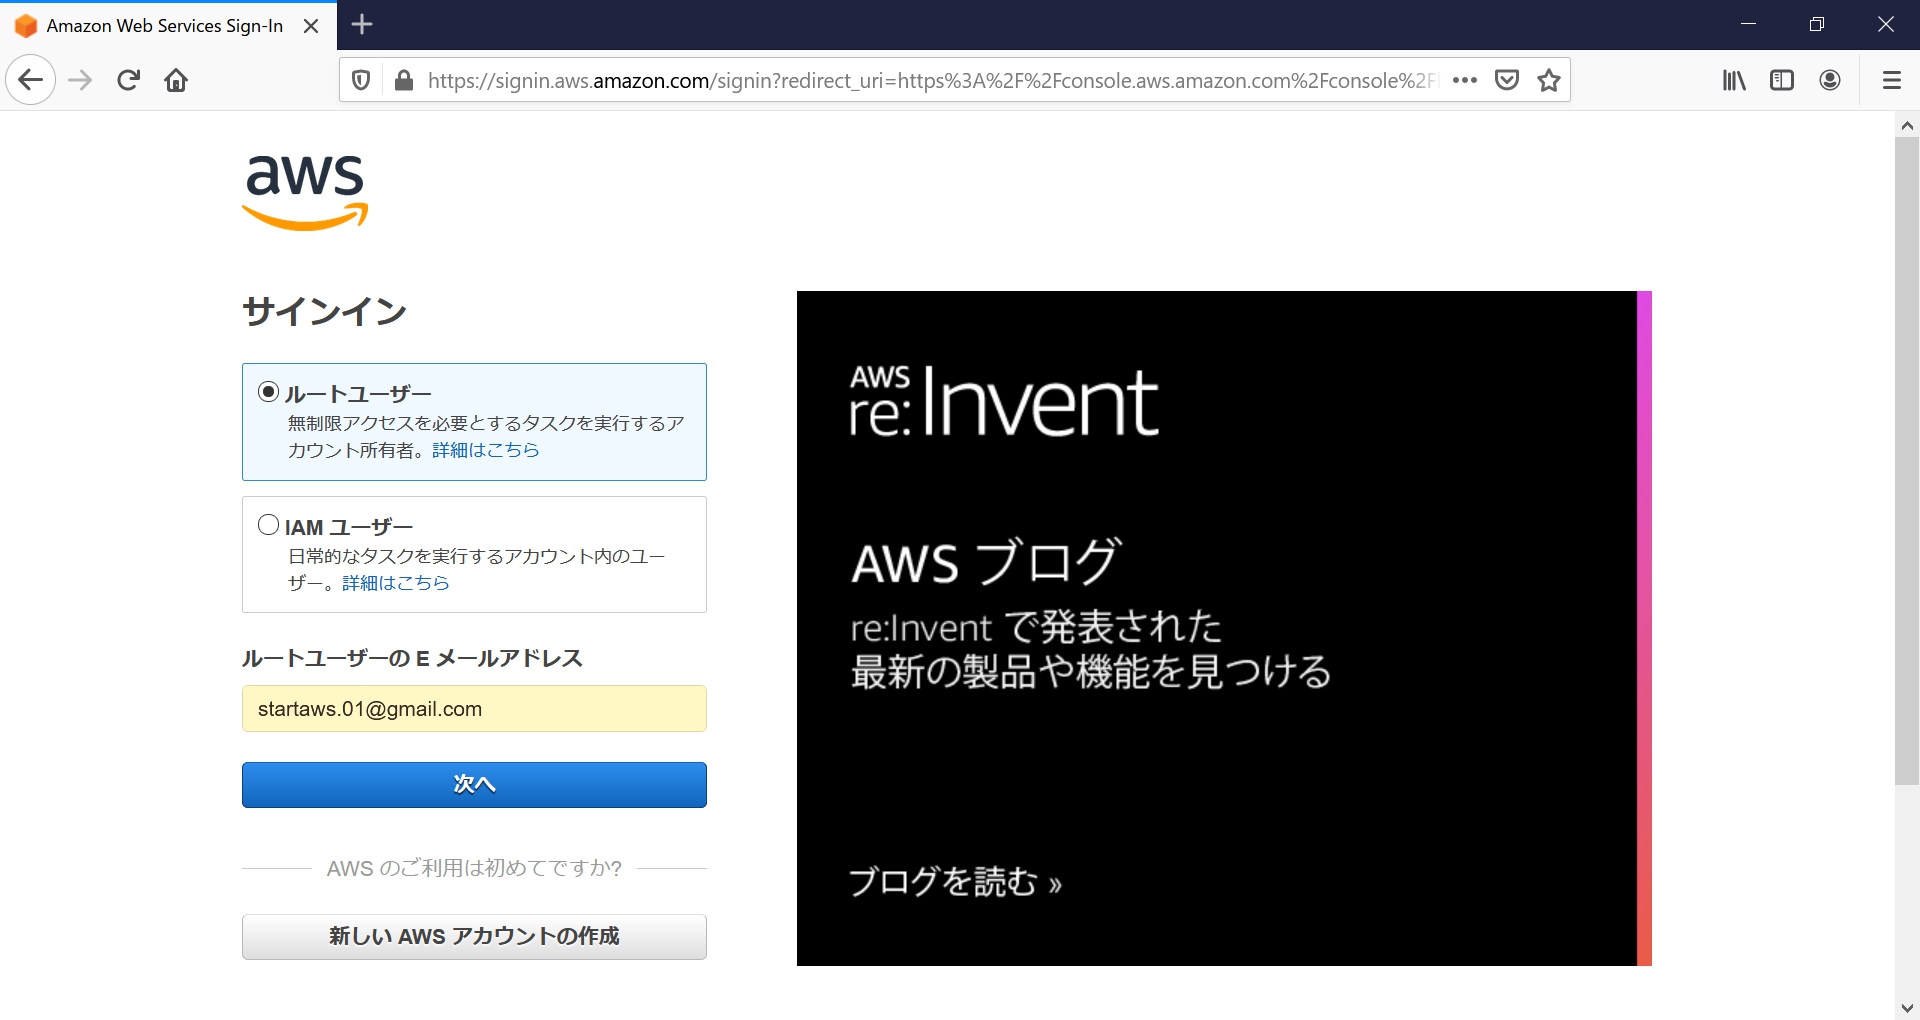 Amazon Web Services Sign-In
https://signin.aws.amazon.com/signin?redirect_uri=https%3A%2F%2Fconsole.aws.amazon.com%2Fconsole%2F
aws
サインイン
ルートユーザー
無制限アクセスを必要とするタスクを実行するア
カウント所有者。詳細はこちら
IAM ユーザー
日常的なタスクを実行するアカウント内のユー
ザー。詳細はこちら
ルートユーザーの E メールアドレス
startaws.01@gmail.com
次へ
AWS のご利用は初めてですか?
新しい AWS アカウントの作成
AWS
re:Invent
AWS ブログ
re:Invent で発表された
最新の製品や機能を見つける
ブログを読む »